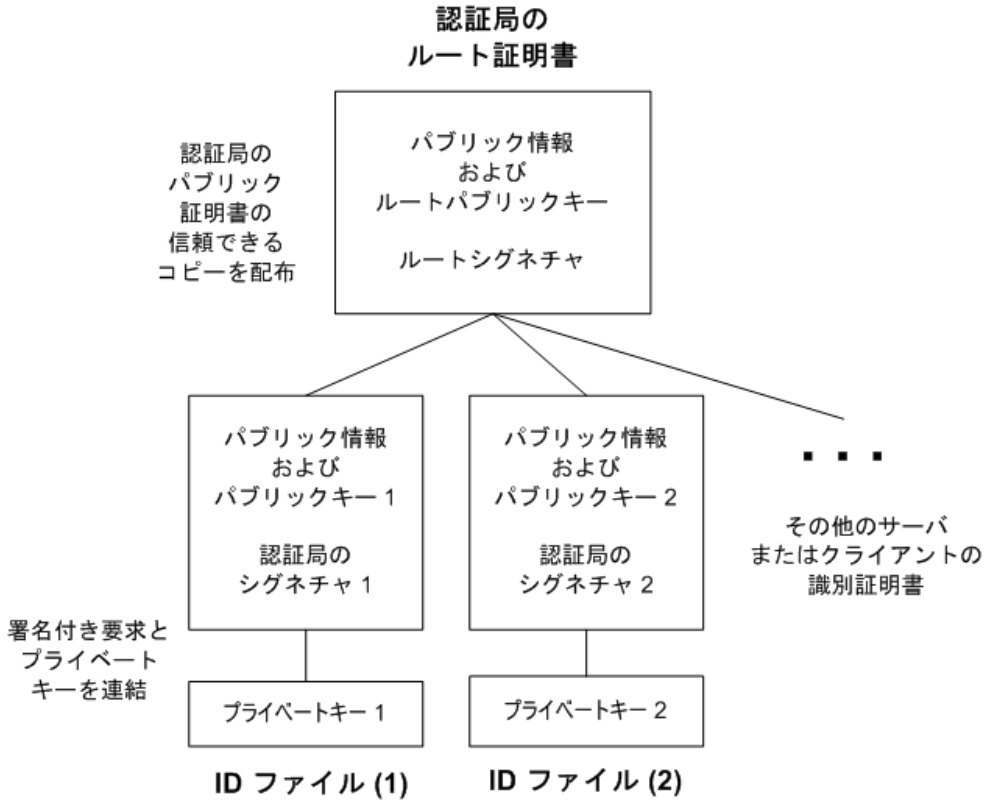 認証局の
ルート証明書
認証局の
パブリック
証明書の
信頼できる
コピーを配布
パブリック情報
および
ルートパブリックキー
ルートシグネチャ
パブリック情報
および
パブリックキー 1
認証局の
シグネチャ 1
パブリック情報
および
パブリックキー 2
認証局の
シグネチャ 2
その他のサーバ
またはクライアントの
識別証明書
署名付き要求と
プライベート
キーを連結
プライベートキー 1
プライベートキー 2
ID ファイル (1)
ID ファイル (2)